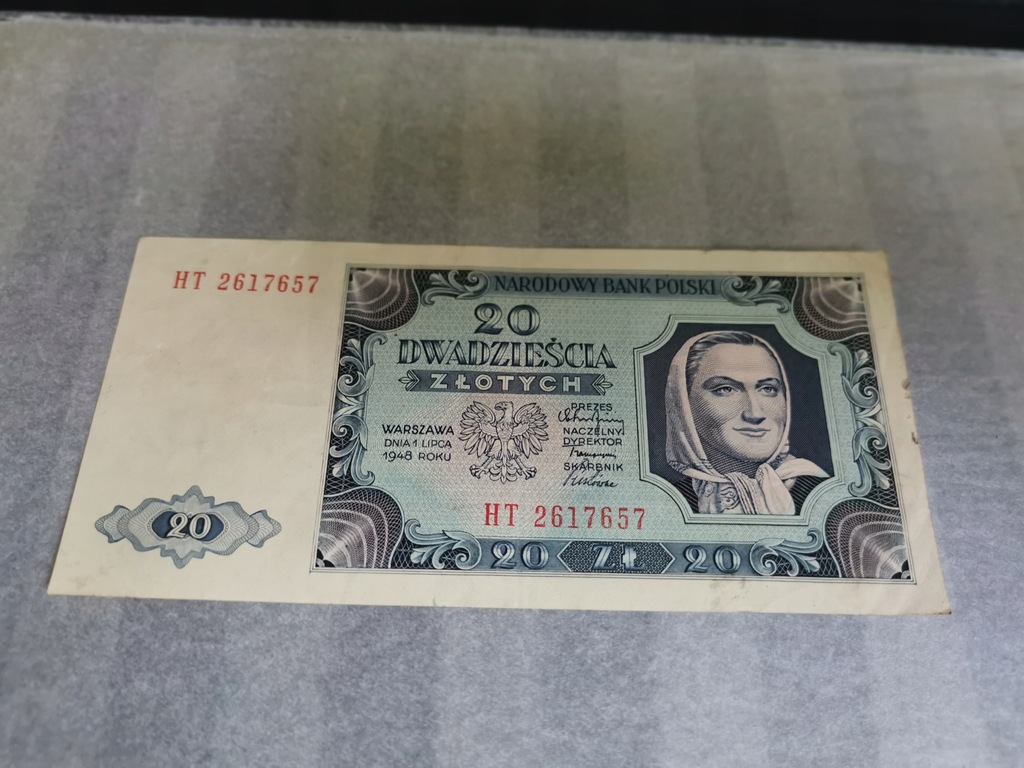 HT 2617657
NARODOWY BANK POLSKI
20
DWADZIEŚCIA
ZŁOTYCH
WARSZAWA
DNIA 1 LIPCA
1948 ROKU
PREZES
NACZELNY
DYREKTOR
SKARBNIK
HT 2617657
20
20 ZŁ 20